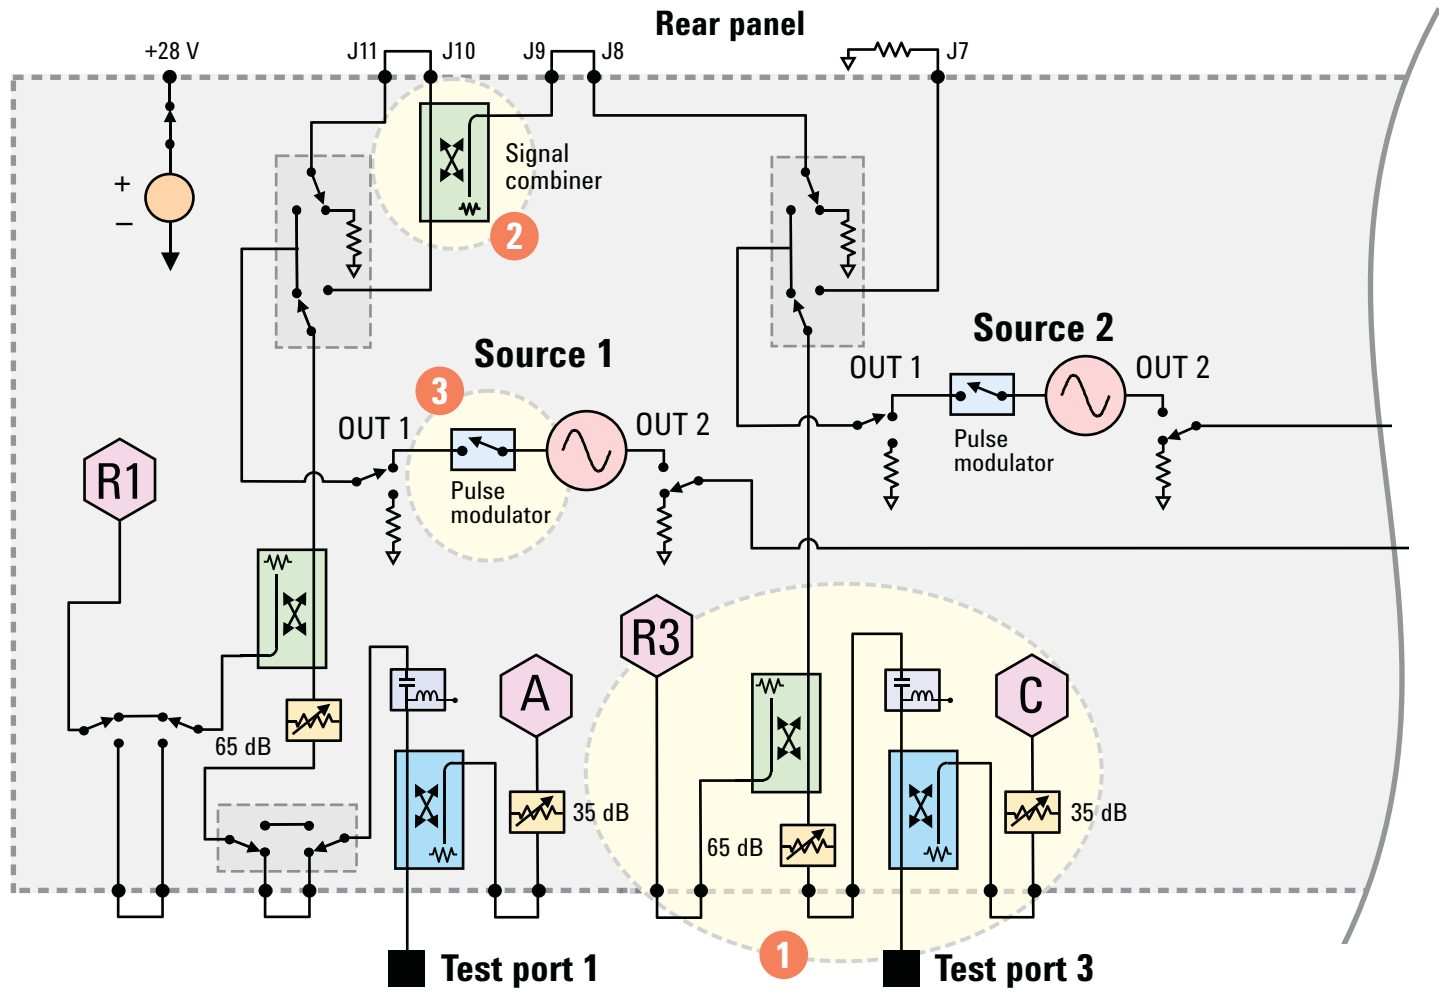 Rear panel
+28 V
J11
J10
J9
J8
J7
+
–
Signal
combiner
2
Source 1
Source 2
3
OUT 1
OUT 2
OUT 1
OUT 2
Pulse
modulator
Pulse
modulator
R1
R3
A
C
65 dB
35 dB
65 dB
35 dB
1
Test port 1
Test port 3